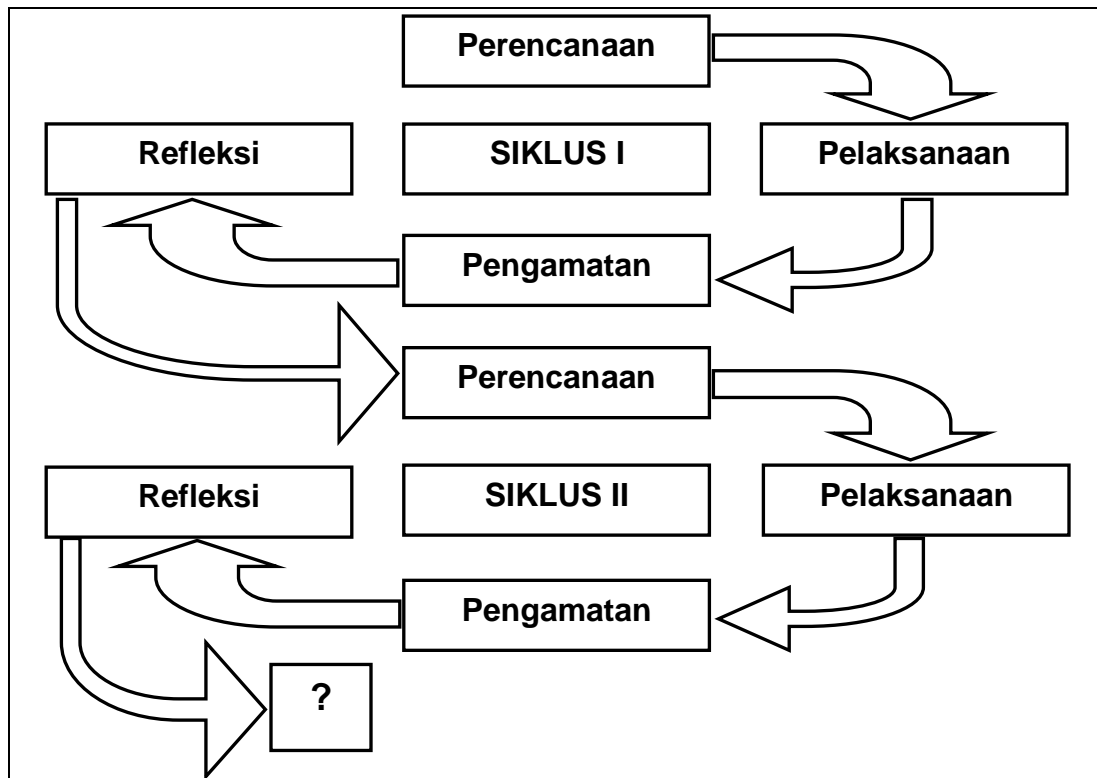 Perencanaan
Refleksi
SIKLUS I
Pelaksanaan
Pengamatan
Perencanaan
Refleksi
SIKLUS II
Pelaksanaan
Pengamatan
?